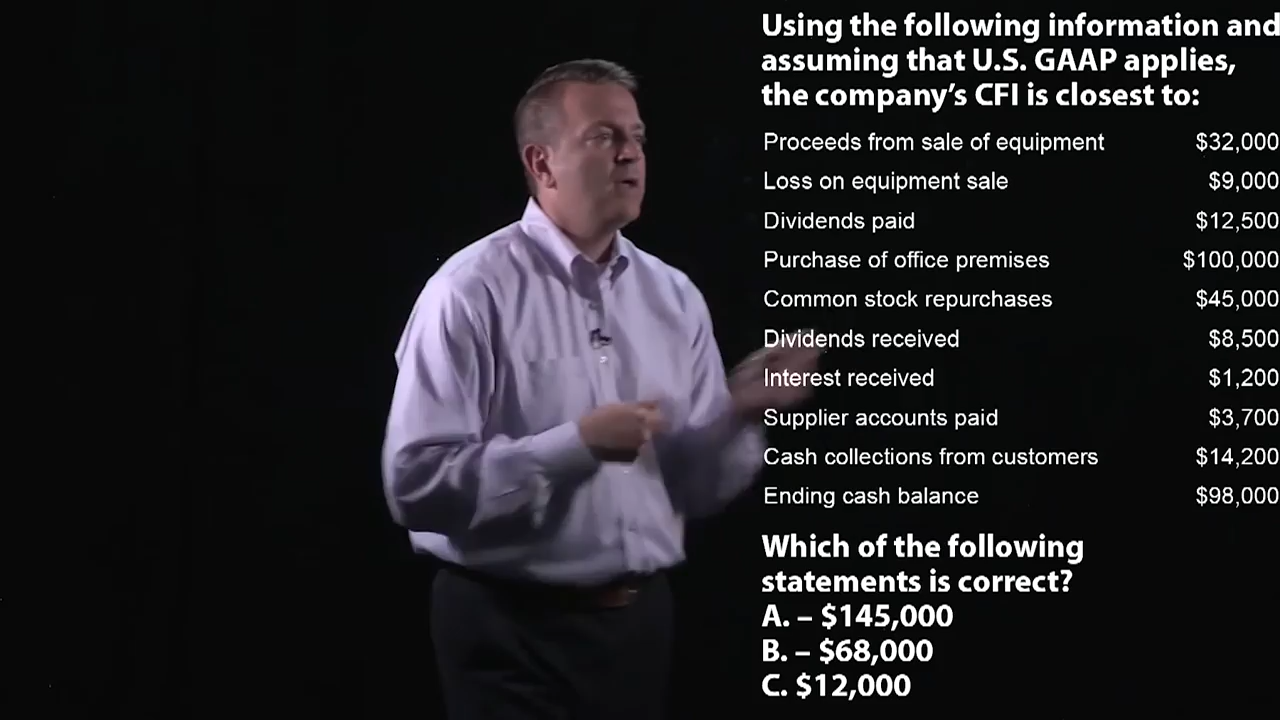 Using the following information and
assuming that U.S. GAAP applies,
the company's CFI is closest to:
Proceeds from sale of equipment $32,000
Loss on equipment sale $9,000
Dividends paid $12,500
Purchase of office premises $100,000
Common stock repurchases $45,000
Dividends received $8,500
Interest received $1,200
Supplier accounts paid $3,700
Cash collections from customers $14,200
Ending cash balance $98,000
Which of the following
statements is correct?
A. – $145,000
B. – $68,000
C. $12,000